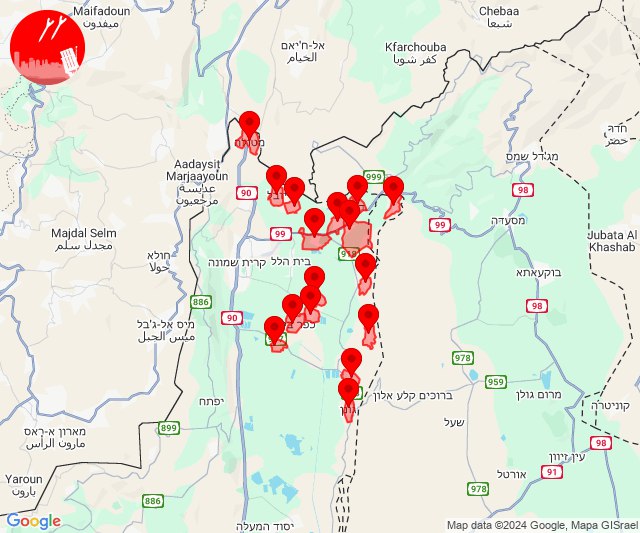 Maifadoun
ميفدون
Chebaa
شبعا
אל-ח'יאם
الخيام
Kfarchouba
كفر شوبا
מטולה
Aadaysit
Marjaayoun
عديسة
مرجعيون
999
מג'דל שמס
חדר
حضر
90
98
מסעדה
99
99
Majdal Selm
مجدل سلم
חולא
حولا
918
Jubata Al
Khashab
קרית שמונה
בית הלל
בוקעאתא
886
98
90
מיס אל-ג'בל
ميس الجبل
כפר
978
959
יפתח
ברוכים קלע אלון
מרום גולן
קוניטרה
גונן
899
מארון א-ראס
مارون الراس
שעל
98
עין זיוון
91
Yaroun
يارون
אורטל
978
886
יסוד המעלה
Google
Map data ©2024 Google, Mapa GISrael